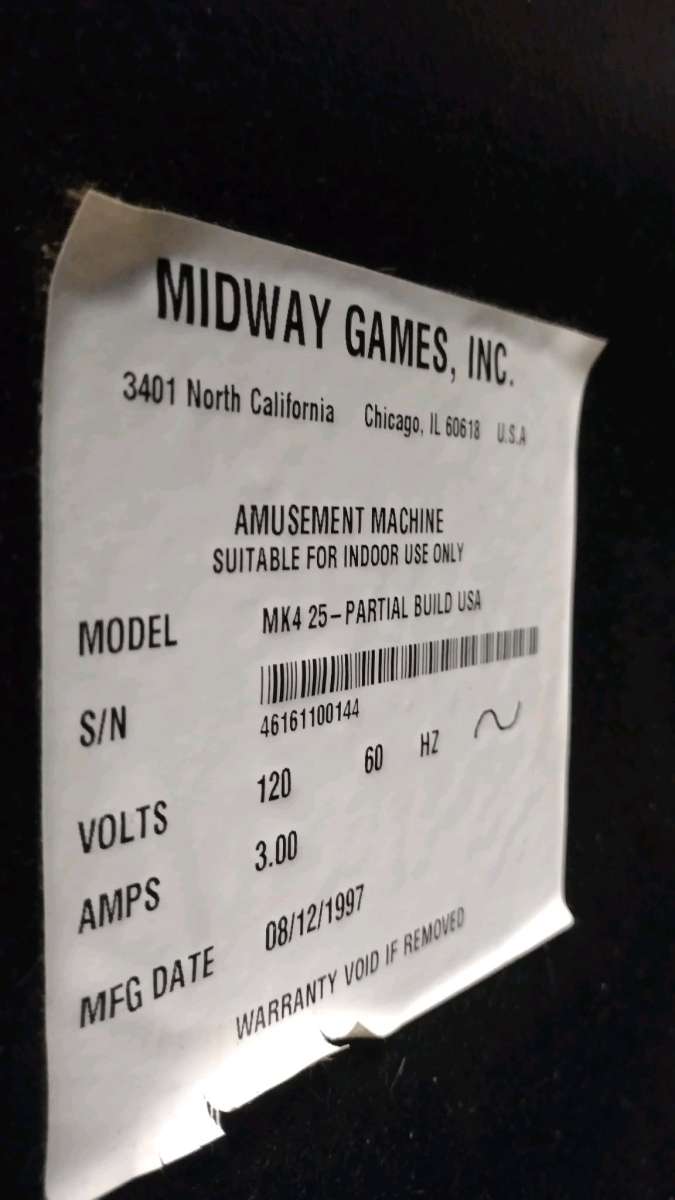 MIDWAY GAMES, INC.
3401 North California Chicago, IL 60618 U.S.A
AMUSEMENT MACHINE
SUITABLE FOR INDOOR USE ONLY
MODEL MK4 25-PARTIAL BUILD USA
S/N 46161100144
VOLTS 120 60 HZ ~
AMPS 3.00
MFG DATE 08/12/1997
WARRANTY VOID IF REMOVED